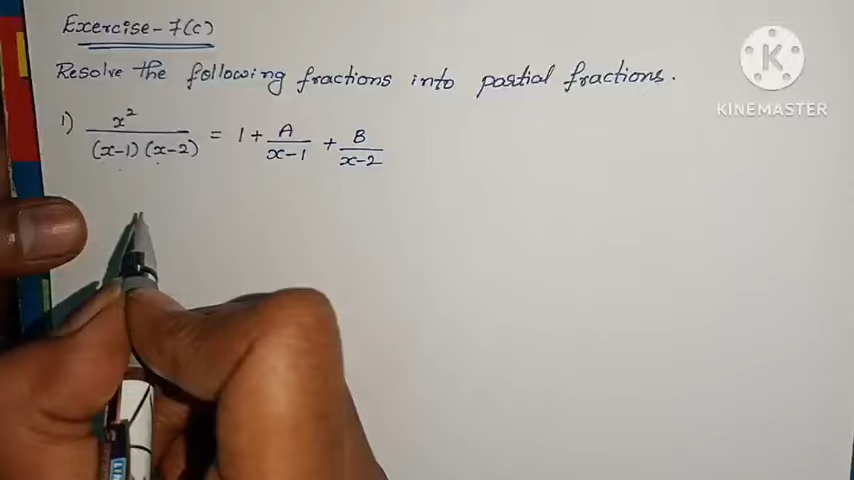 Exercise-7(c)
Resolve the following fractions into partial fractions.
1) x²/((x-1)(x-2)) = 1 + A/(x-1) + B/(x-2)
K
KINEMASTER